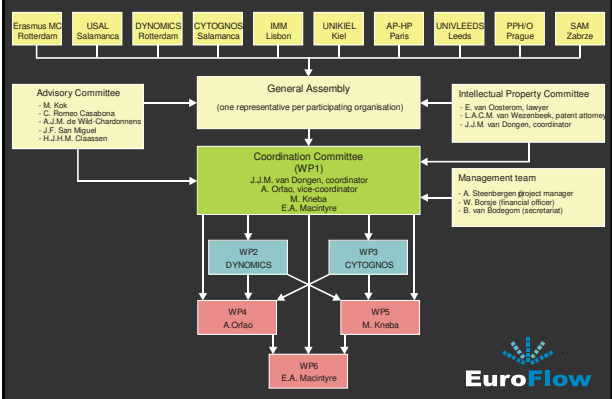 Erasmus MC
Rotterdam
USAL
Salamanca
DYNOMICS
Rotterdam
CYTOGNOS
Salamanca
IMM
Lisbon
UNIKIEL
Kiel
AP-HP
Paris
UNIVLEEDS
Leeds
PPH/O
Prague
SAM
Zabrze
Advisory Committee
- M. Kok
- C. Romeo Casabona
- A.J.M. de Wild-Chardonnens
- J.F. San Miguel
- H.J.H.M. Claassen
General Assembly
(one representative per participating organisation)
Intellectual Property Committee
- E. van Oosterom, lawyer
- L.A.C.M. van Wezenbeek, patent attorney
- J.J.M. van Dongen, coordinator
Coordination Committee
(WP1)
J.J.M. van Dongen, coordinator
A. Orfao, vice-coordinator
M. Kneba
E.A. Macintyre
Management team
- A. Steenbergen project manager
- W. Borsje (financial officer)
- B. van Bodegom (secretariat)
WP2
DYNOMICS
WP3
CYTOGNOS
WP4
A.Orfao
WP5
M. Kneba
WP6
E.A. Macintyre
EuroFlow